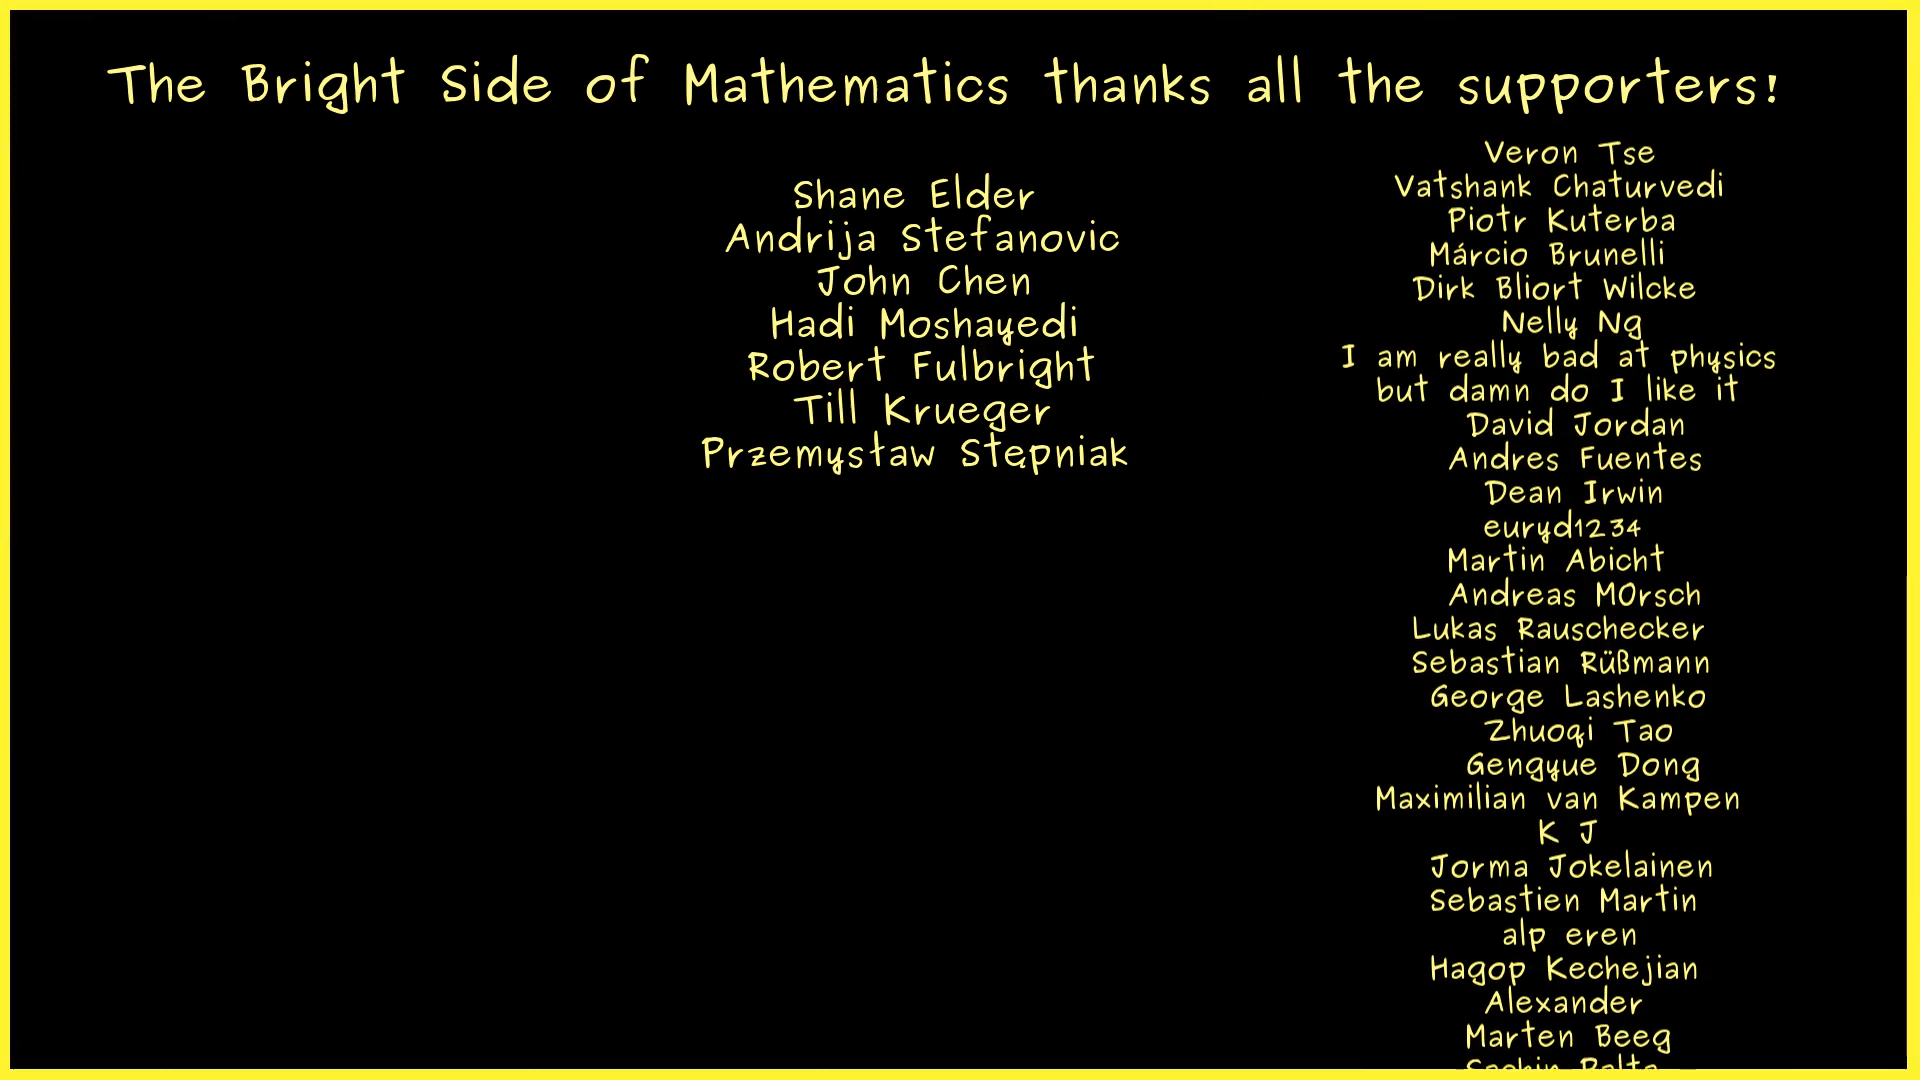 The Bright Side of Mathematics thanks all the supporters!
Shane Elder
Andrija Stefanovic
John Chen
Hadi Moshayedi
Robert Fulbright
Till Krueger
Przemysław Stępniak
Veron Tse
Vatshank Chaturvedi
Piotr Kuterba
Márcio Brunelli
Dirk Bliort Wilcke
Nelly Ng
I am really bad at physics
but damn do I like it
David Jordan
Andres Fuentes
Dean Irwin
euryd1234
Martin Abicht
Andreas MOrsch
Lukas Rauschecker
Sebastian Rüßmann
George Lashenko
Zhuoqi Tao
Gengyue Dong
Maximilian van Kampen
K J
Jorma Jokelainen
Sebastien Martin
alp eren
Hagop Kechejian
Alexander
Marten Beeg